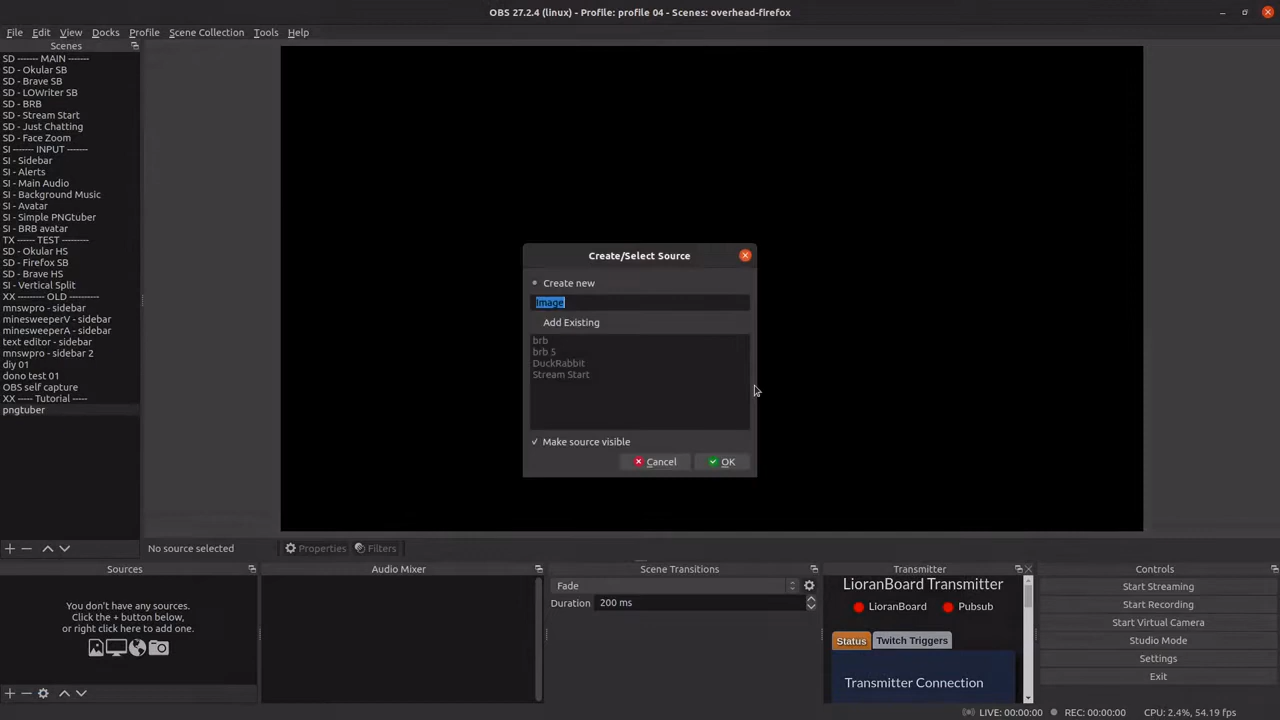 OBS 27.2.4 (linux) - Profile: profile 04 - Scenes: overhead-firefox
File Edit View Docks Profile Scene Collection Tools Help
Scenes
SD ------- MAIN -------
SD - Okular SB
SD - Brave SB
SD - LOWriter SB
SD - BRB
SD - Stream Start
SD - Just Chatting
SD - Face Zoom
SI ------- INPUT -------
SI - Sidebar
SI - Alerts
SI - Main Audio
SI - Background Music
SI - Avatar
SI - Simple PNGtuber
SI - BRB avatar
TX ------ TEST ---------
SD - Okular HS
SD - Firefox SB
SD - Brave HS
SI - Vertical Split
XX --------- OLD ---------
mnswpro - sidebar
minesweeperV - sidebar
minesweeperA - sidebar
text editor - sidebar
mnswpro - sidebar 2
diy 01
dono test 01
OBS self capture
XX ----- Tutorial -----
pngtuber
Create/Select Source
Create new
Image
Add Existing
brb
brb 5
DuckRabbit
Stream Start
Make source visible
Cancel OK
No source selected Properties Filters
Sources
You don't have any sources.
Click the + button below,
or right click here to add one.
Audio Mixer
Scene Transitions
Fade
Duration 200 ms
Transmitter
LioranBoard Transmitter
LioranBoard Pubsub
Status Twitch Triggers
Transmitter Connection
Controls
Start Streaming
Start Recording
Start Virtual Camera
Studio Mode
Settings
Exit
LIVE: 00:00:00 REC: 00:00:00 CPU: 2.4%, 54.19 fps